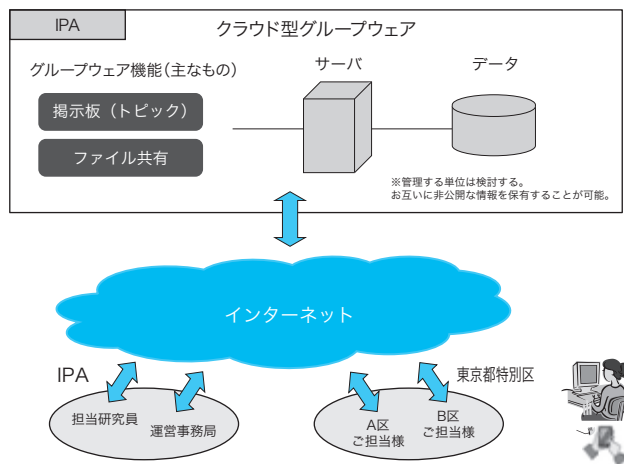 IPA
クラウド型グループウェア
グループウェア機能（主なもの）
サーバ
データ
掲示板（トピック）
ファイル共有
※管理する単位は検討する。
お互いに非公開な情報を保有することが可能。
インターネット
IPA
東京都特別区
担当研究員
運営事務局
A区
ご担当様
B区
ご担当様